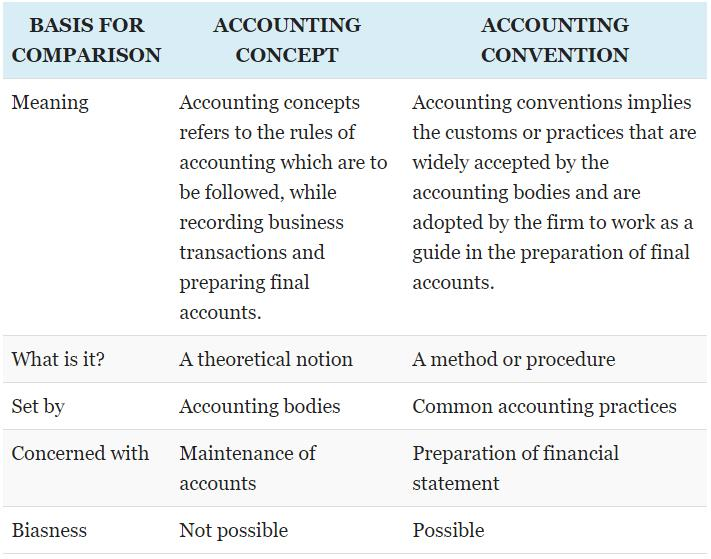 BASIS FOR COMPARISON
ACCOUNTING CONCEPT
ACCOUNTING CONVENTION
Meaning
Accounting concepts
refers to the rules of
accounting which are to
be followed, while
recording business
transactions and
preparing final
accounts.
Accounting conventions implies
the customs or practices that are
widely accepted by the
accounting bodies and are
adopted by the firm to work as a
guide in the preparation of final
accounts.
What is it?
A theoretical notion
A method or procedure
Set by
Accounting bodies
Common accounting practices
Concerned with
Maintenance of
accounts
Preparation of financial
statement
Biasness
Not possible
Possible